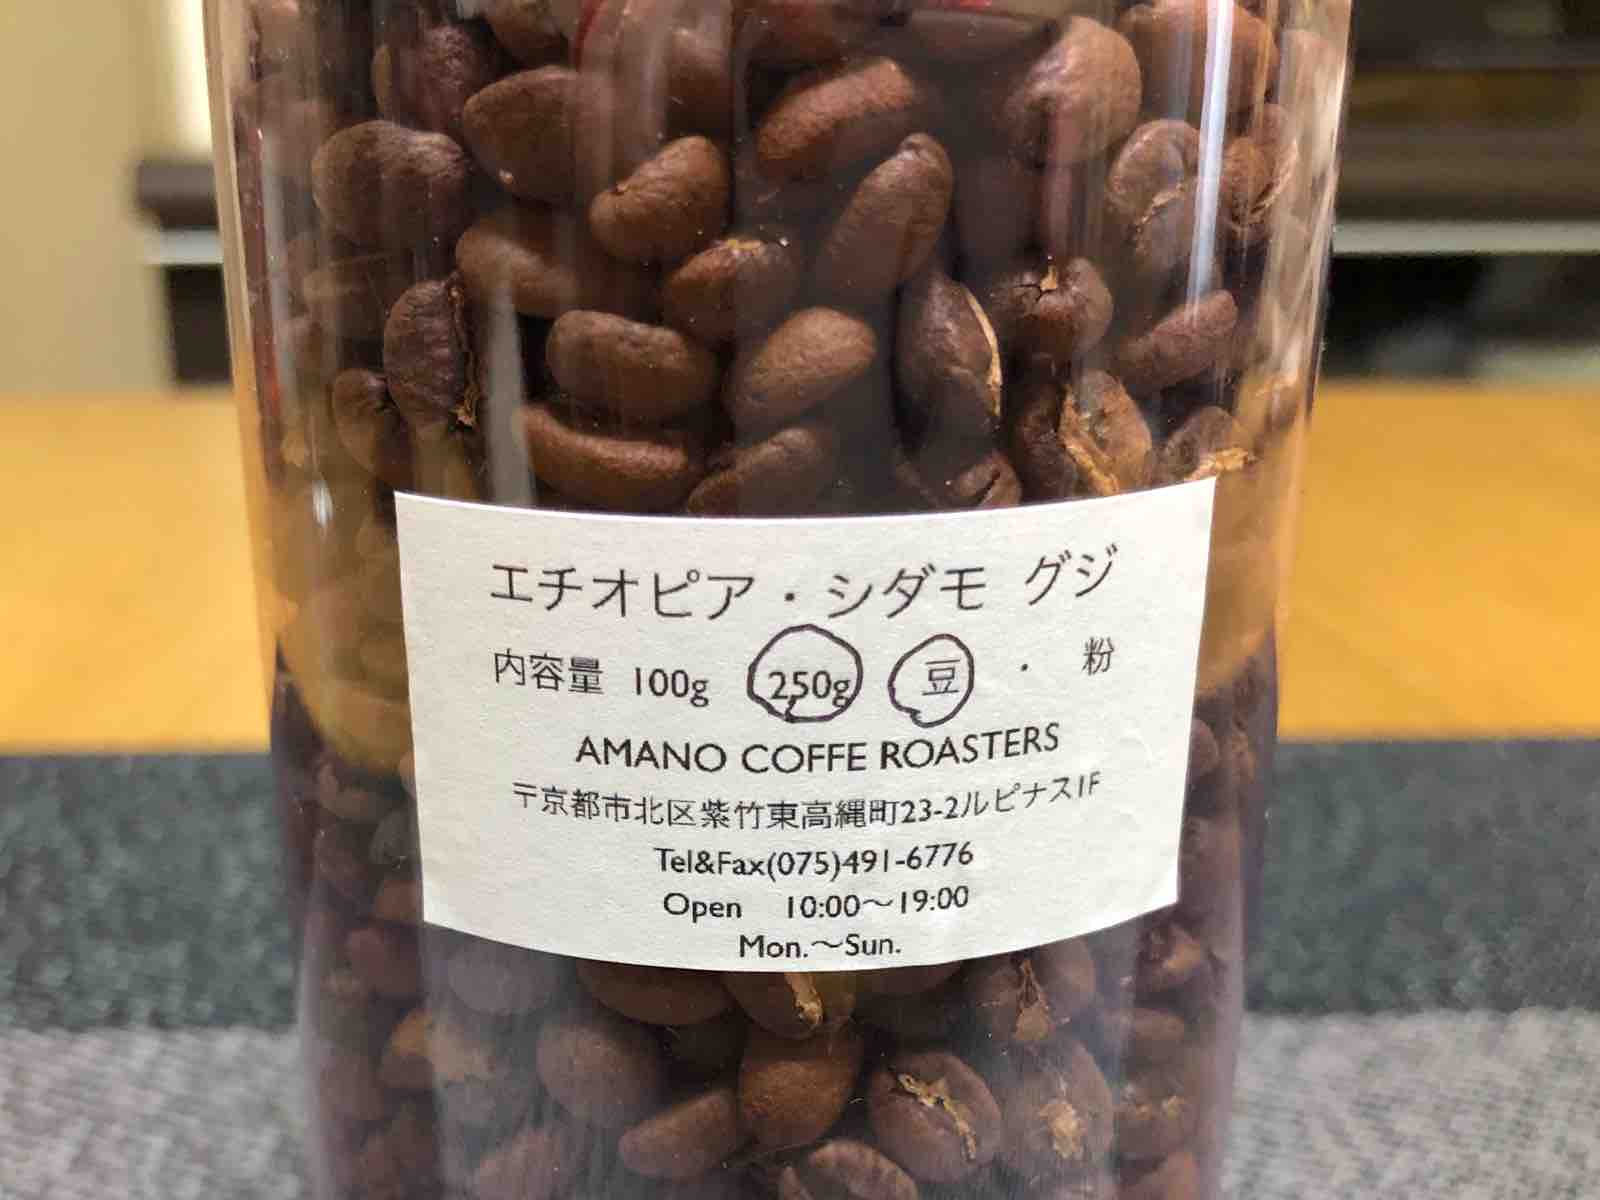 エチオピア・シダモ グジ
内容量 100g 250g 豆 ・ 粉
AMANO COFFE ROASTERS
〒京都市北区紫竹東高縄町23-2ルピナス1F
Tel&Fax(075)491-6776
Open 10:00～19:00
Mon.～Sun.